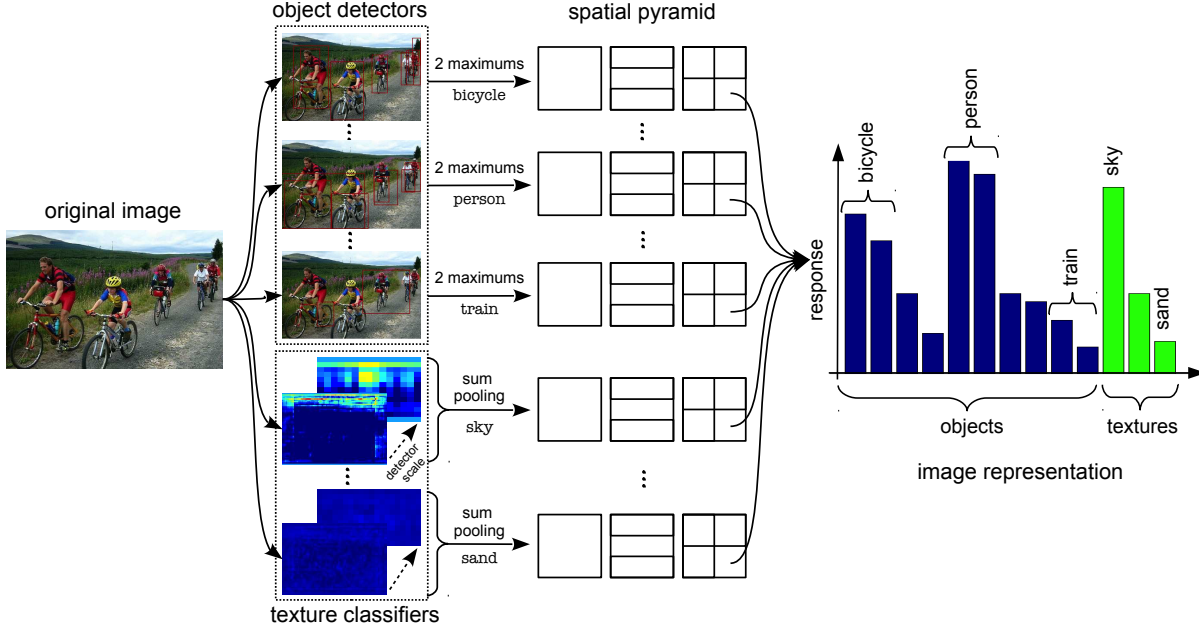 object detectors
spatial pyramid
2 maximums
bicycle
2 maximums
person
2 maximums
train
original image
sum
pooling
sky
detector
scale
sum
pooling
sand
texture classifiers
response
bicycle
person
train
sky
sand
objects
textures
image representation